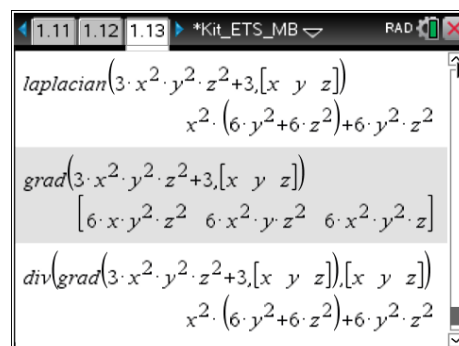 1.11 1.12 1.13 *Kit_ETS_MB RAD
laplacian(3·x²·y²·z²+3,[x y z])
x²·(6·y²+6·z²)+6·y²·z²
grad(3·x²·y²·z²+3,[x y z])
[6·x·y²·z² 6·x²·y·z² 6·x²·y²·z]
div(grad(3·x²·y²·z²+3,[x y z]),[x y z])
x²·(6·y²+6·z²)+6·y²·z²